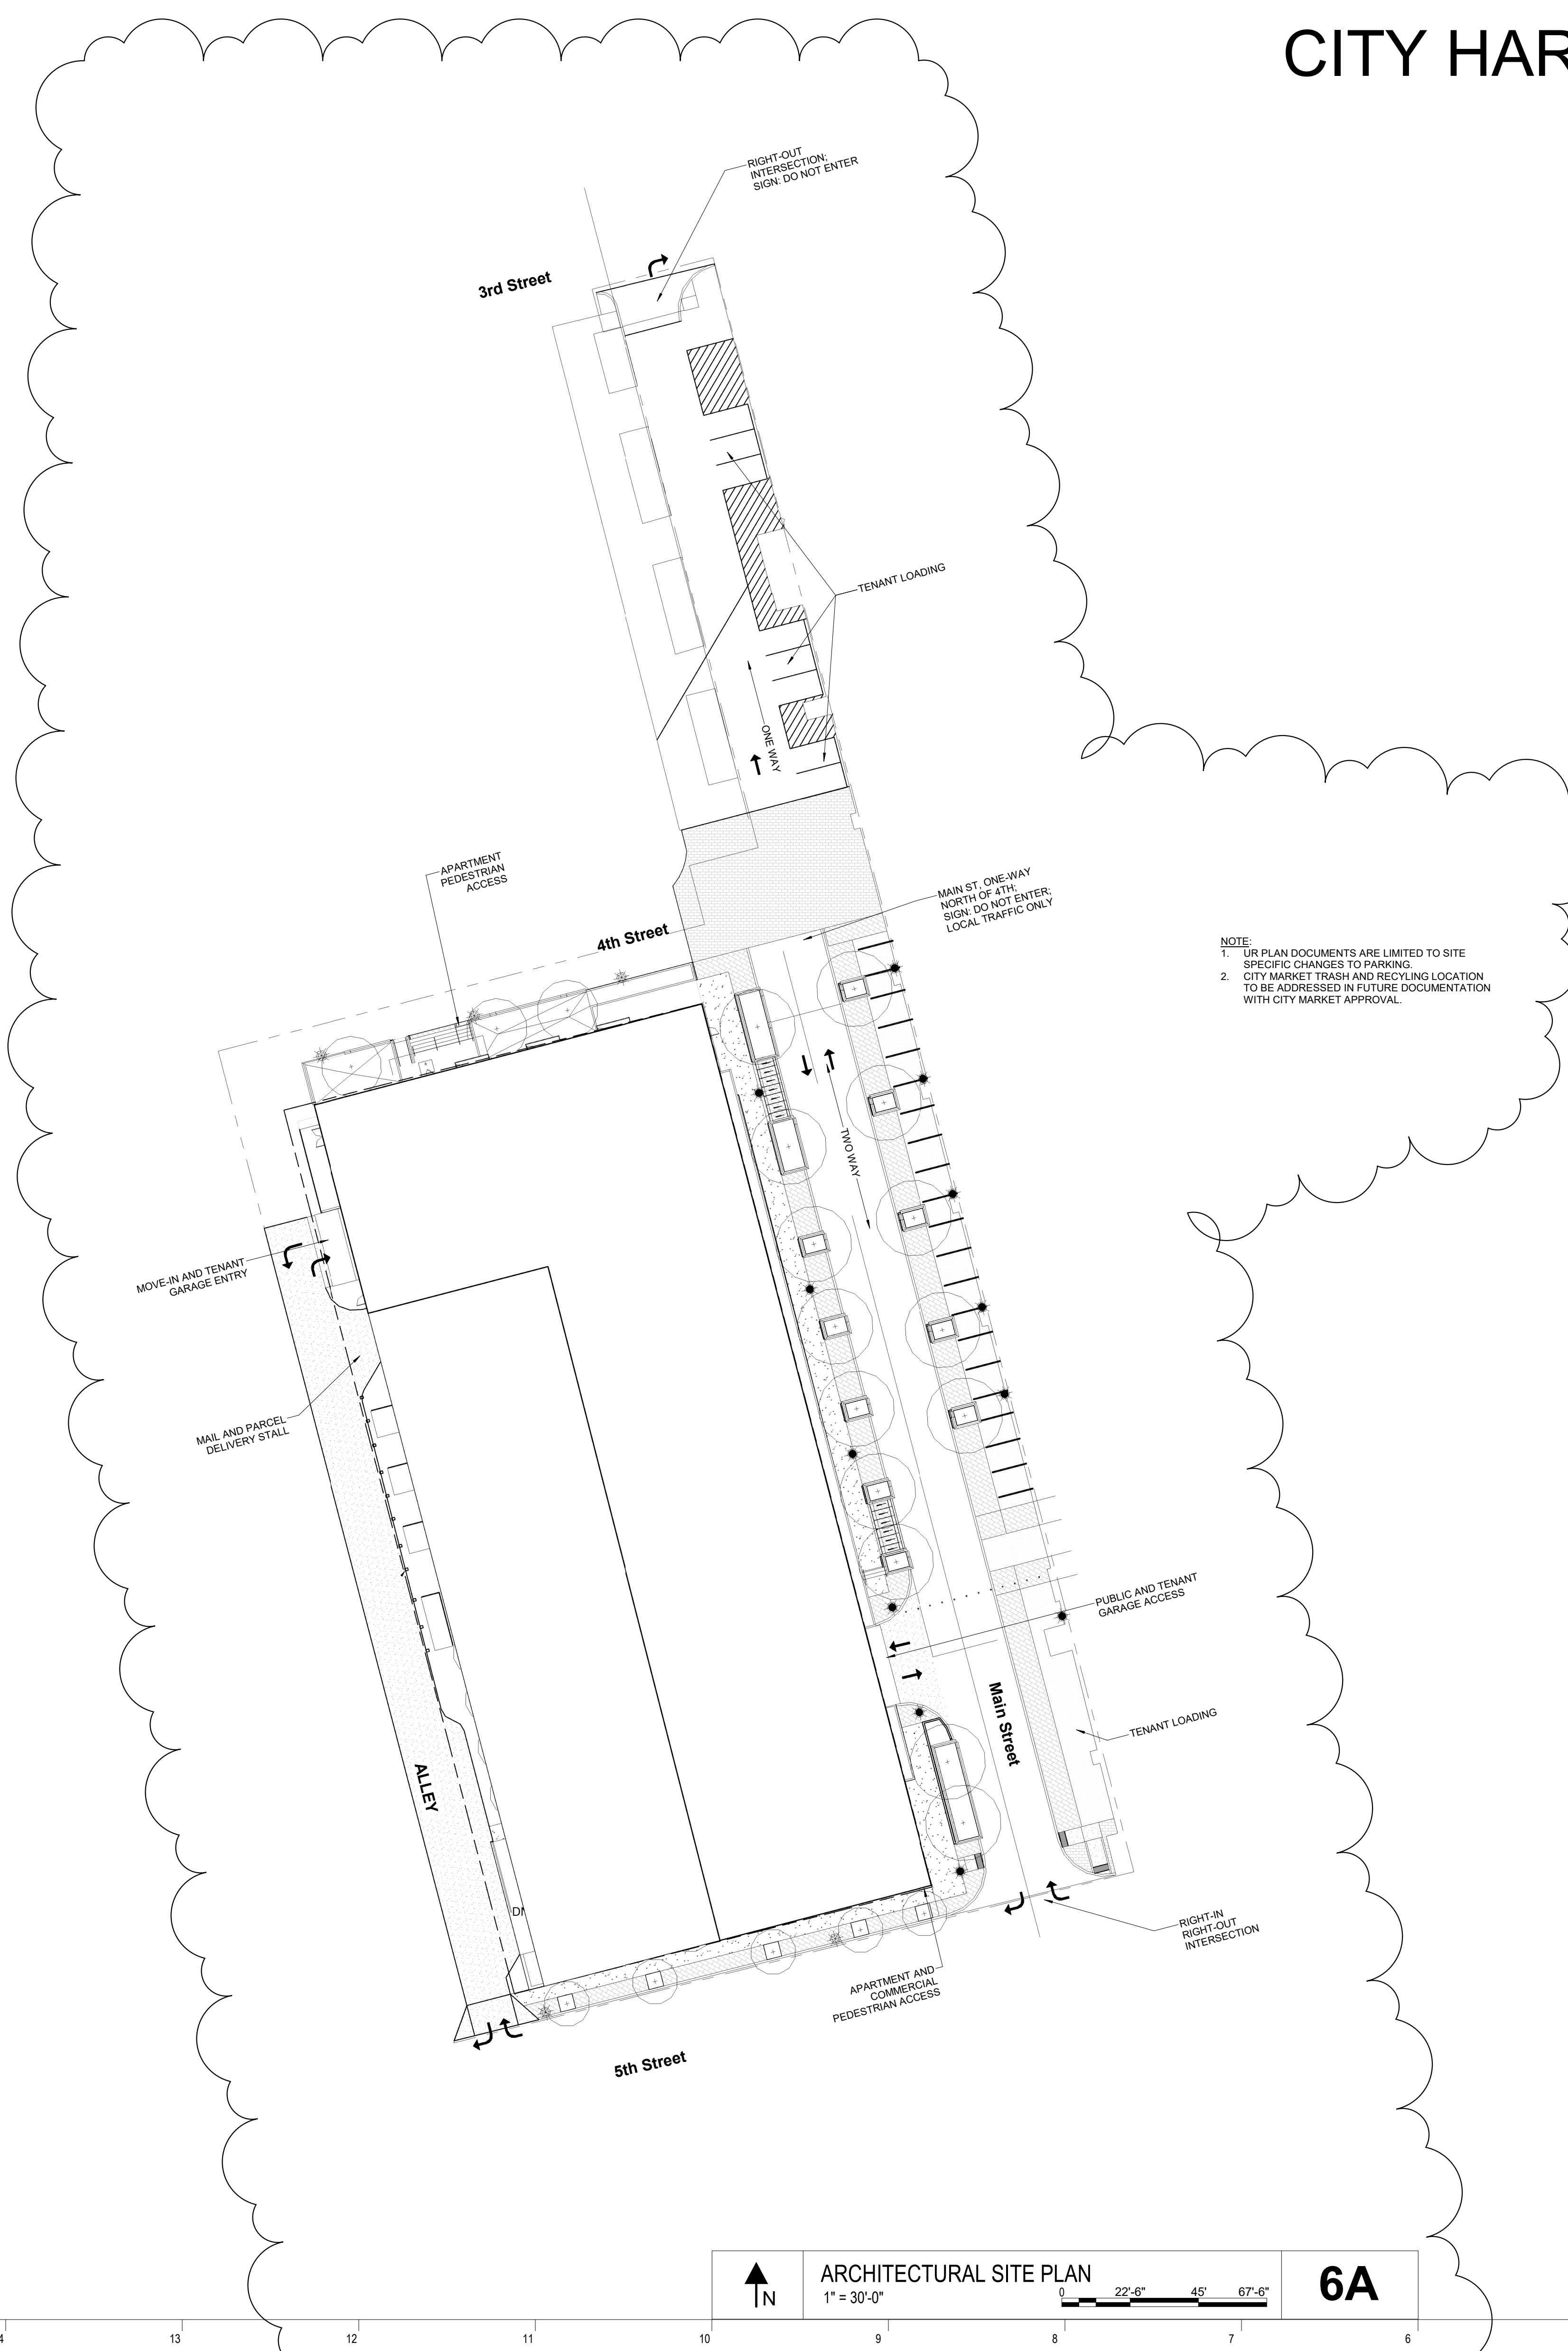 CITY HAR
RIGHT-OUT
INTERSECTION;
SIGN: DO NOT ENTER
3rd Street
TENANT LOADING
ONE WAY
APARTMENT
PEDESTRIAN
ACCESS
4th Street
MAIN ST, ONE-WAY
NORTH OF 4TH;
SIGN: DO NOT ENTER;
LOCAL TRAFFIC ONLY
NOTE:
1. UR PLAN DOCUMENTS ARE LIMITED TO SITE
SPECIFIC CHANGES TO PARKING.
2. CITY MARKET TRASH AND RECYLING LOCATION
TO BE ADDRESSED IN FUTURE DOCUMENTATION
WITH CITY MARKET APPROVAL.
TWO WAY
MOVE-IN AND TENANT
GARAGE ENTRY
MAIL AND PARCEL
DELIVERY STALL
PUBLIC AND TENANT
GARAGE ACCESS
Main Street
TENANT LOADING
ALLEY
RIGHT-IN
RIGHT-OUT
INTERSECTION
APARTMENT AND
COMMERCIAL
PEDESTRIAN ACCESS
5th Street
N
ARCHITECTURAL SITE PLAN
1" = 30'-0"
0 22'-6" 45' 67'-6"
6A
4 13 12 11 10 9 8 7 6